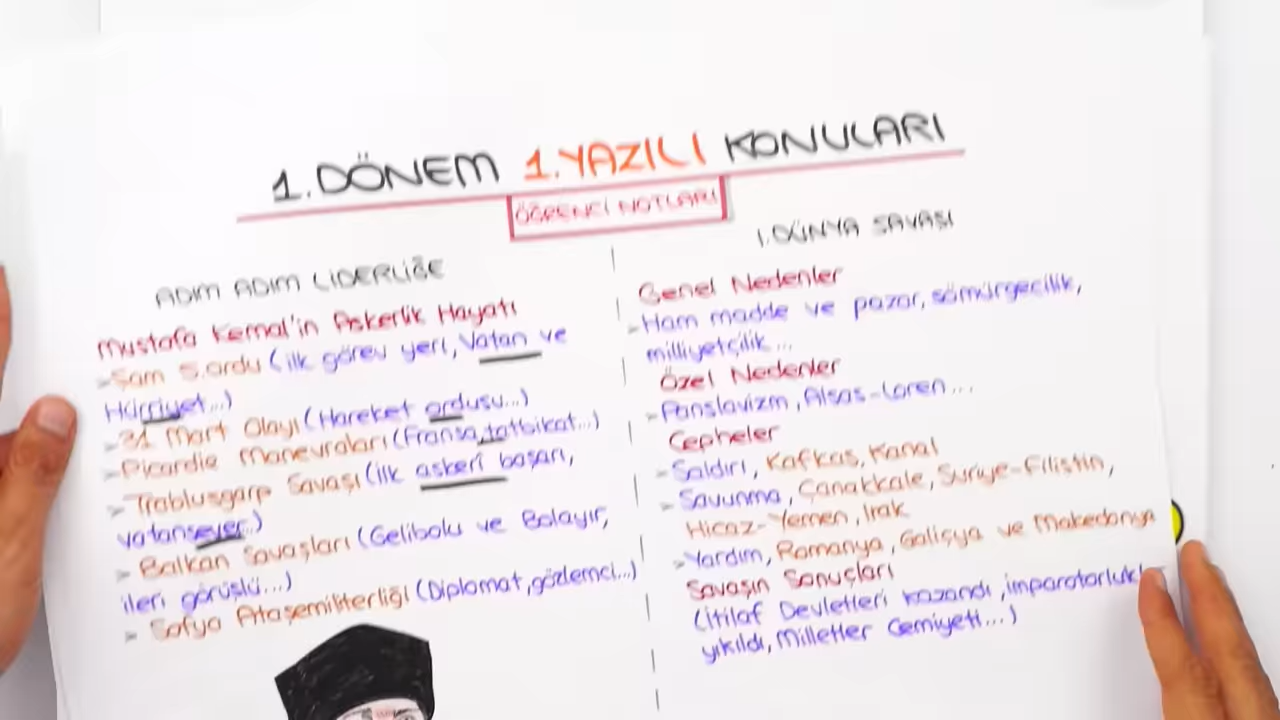 1.DÖNEM 1.YAZILI KONULARI
ÖĞRENCİ NOTLARI
ADIM ADIM LİDERLİĞE
Mustafa Kemal'in Askerlik Hayatı
➢ Şam 5.ordu (ilk görev yeri, Vatan ve
Hürriyet...)
➢ 31 Mart Olayı (Hareket ordusu...)
➢ Picardie Manevraları (Fransa, tatbikat...)
➢ Trablusgarp Savaşı (ilk askeri başarı,
vatansever..)
➢ Balkan Savaşları (Gelibolu ve Bolayır,
ileri görüşlü...)
➢ Sofya Ataşemiliterliği (Diplomat, gözlemci...)
1.DÜNYA SAVAŞI
Genel Nedenler
➢ Ham madde ve pazar, sömürgecilik,
milliyetçilik...
Özel Nedenler
➢ Panslavizm, Alsas-Loren...
Cepheler
➢ Saldırı, Kafkas, Kanal
➢ Savunma, Çanakkale, Suriye-Filistin,
Hicaz-Yemen, Irak
➢ Yardım, Romanya, Galiçya ve Makedonya
Savaşın Sonuçları
(İtilaf Devletleri kazandı, imparatorlukl
yıkıldı, Milletler Cemiyeti...)